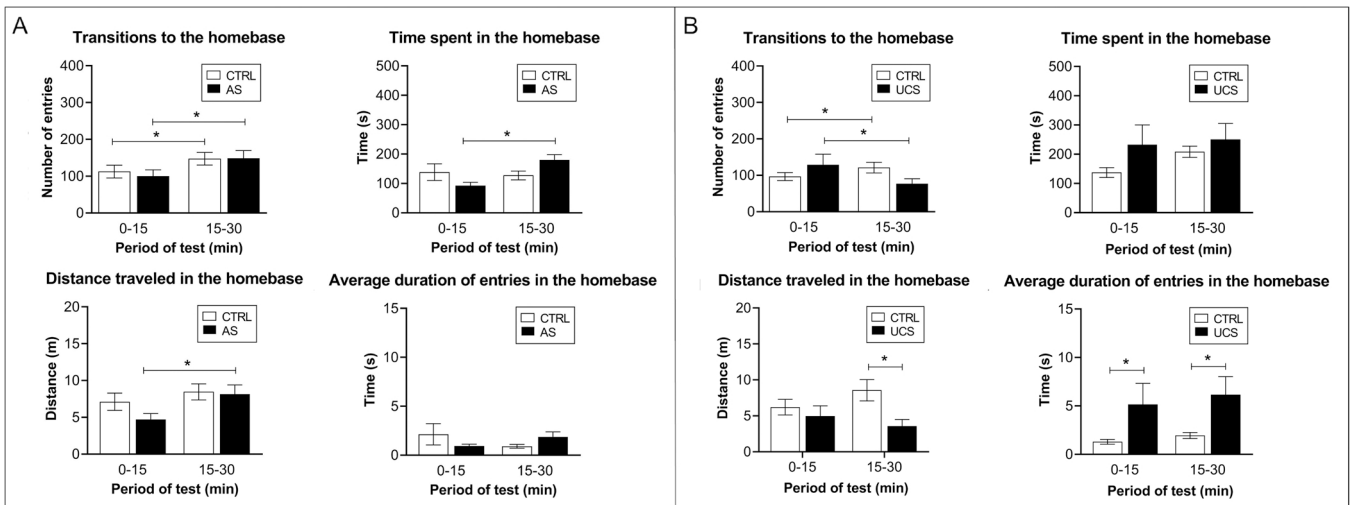 A
Transitions to the homebase
Number of entries
400
300
200
100
0
CTRL
AS
*
*
0-15
15-30
Period of test (min)
Time spent in the homebase
Time (s)
500
400
300
200
100
0
CTRL
AS
*
0-15
15-30
Period of test (min)
Distance traveled in the homebase
Distance (m)
20
15
10
5
0
CTRL
AS
*
0-15
15-30
Period of test (min)
Average duration of entries in the homebase
Time (s)
15
10
5
0
CTRL
AS
0-15
15-30
Period of test (min)
B
Transitions to the homebase
Number of entries
400
300
200
100
0
CTRL
UCS
*
*
0-15
15-30
Period of test (min)
Time spent in the homebase
Time (s)
500
400
300
200
100
0
CTRL
UCS
0-15
15-30
Period of test (min)
Distance traveled in the homebase
Distance (m)
20
15
10
5
0
CTRL
UCS
*
0-15
15-30
Period of test (min)
Average duration of entries in the homebase
Time (s)
15
10
5
0
CTRL
UCS
*
*
0-15
15-30
Period of test (min)